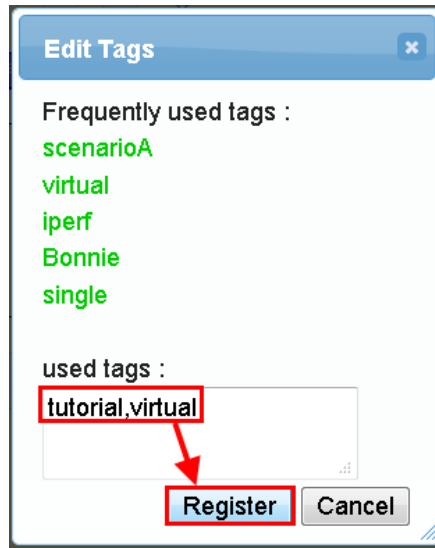 Edit Tags
Frequently used tags :
scenarioA
virtual
iperf
Bonnie
single
used tags :
tutorial,virtual
Register Cancel